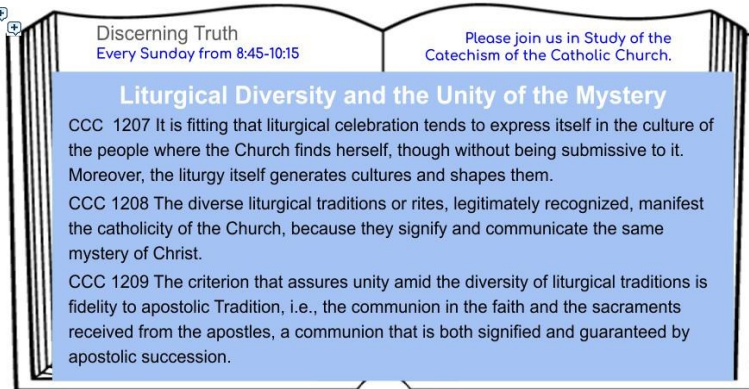 Discerning Truth
Every Sunday from 8:45-10:15
Please join us in Study of the
Catechism of the Catholic Church.
Liturgical Diversity and the Unity of the Mystery
CCC  1207 It is fitting that liturgical celebration tends to express itself in the culture of
the people where the Church finds herself, though without being submissive to it.
Moreover, the liturgy itself generates cultures and shapes them.
CCC 1208 The diverse liturgical traditions or rites, legitimately recognized, manifest
the catholicity of the Church, because they signify and communicate the same
mystery of Christ.
CCC 1209 The criterion that assures unity amid the diversity of liturgical traditions is
fidelity to apostolic Tradition, i.e., the communion in the faith and the sacraments
received from the apostles, a communion that is both signified and guaranteed by
apostolic succession.